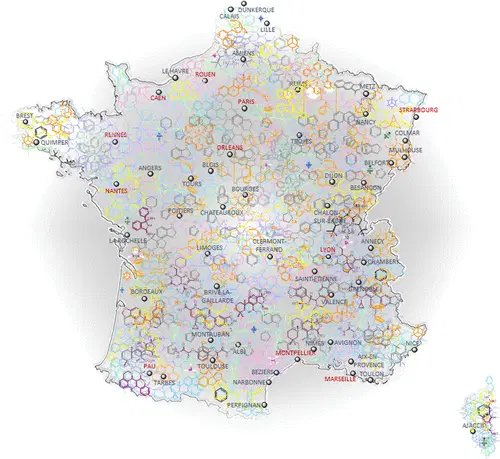 DUNKERQUE
CALAIS
LILLE
AMIENS
LE HAVRE
ROUEN
REIMS
METZ
CAEN
PARIS
STRASBOURG
NANCY
BREST
QUIMPER
RENNES
TROYES
COLMAR
ORLEANS
MULHOUSE
BELFORT
ANGERS
BLOIS
TOURS
DIJON
BESANCON
NANTES
BOURGES
POITIERS
CHATEAUROUX
CHALON-
SUR-SAONE
LA ROCHELLE
LIMOGES
CLERMONT-
FERRAND
LYON
ANNECY
CHAMBERY
SAINT-ETIENNE
BORDEAUX
BRIVE-LA-
GAILLARDE
GRENOBLE
VALENCE
MONTAUBAN
ALBI
NIMES
AVIGNON
NICE
PAU
TARBES
TOULOUSE
MONTPELLIER
AIX-EN-
PROVENCE
BEZIERS
MARSEILLE
TOULON
NARBONNE
PERPIGNAN
AJACCIO